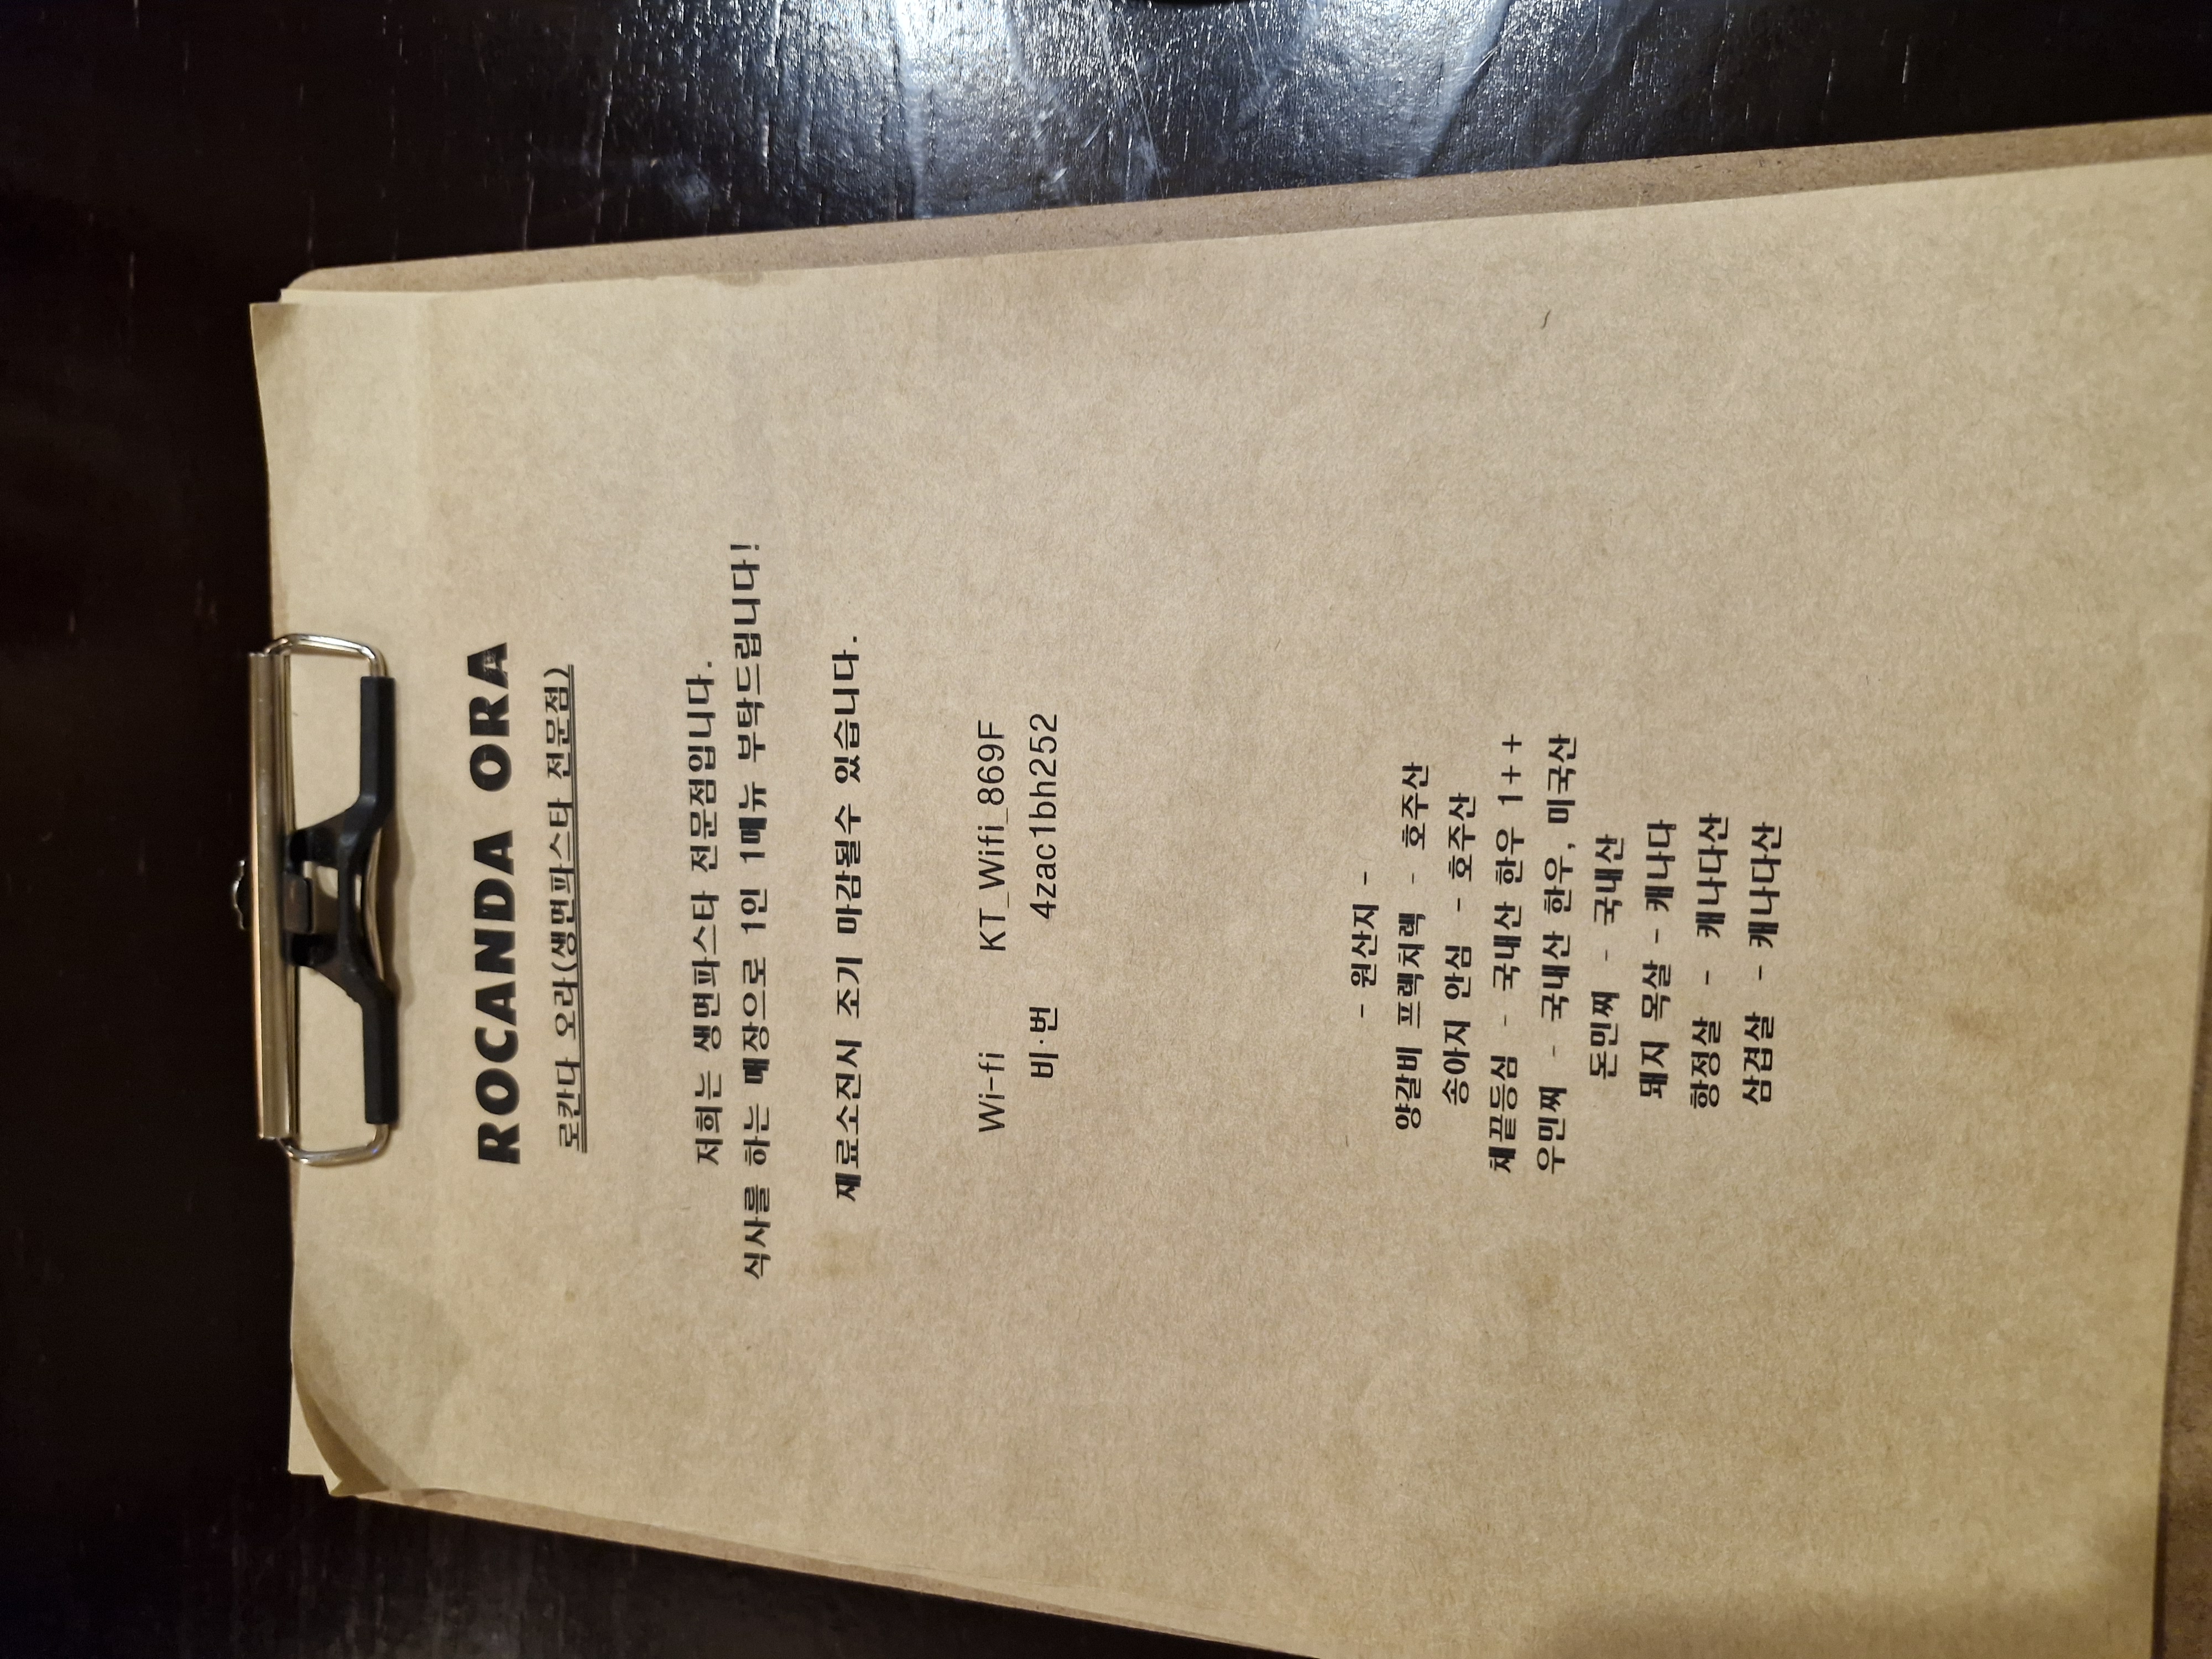 ROCANDA ORA
로칸다 오라(생면파스타 전문점)
저희는 생면파스타 전문점입니다.
식사를 하는 매장으로 1인 1메뉴 부탁드립니다!
재료소진시 조기 마감될수 있습니다.
Wi-fi KT_Wifi_869F
비·번 4zac1bh252
- 원산지 -
양갈비 프렉치렉 - 호주산
송아지 안심 - 호주산
채끝등심 - 국내산 한우 1++
우민찌 - 국내산 한우, 미국산
돈민찌 - 국내산
돼지 목살 - 캐나다
항정살 - 캐나다산
삼겹살 - 캐나다산